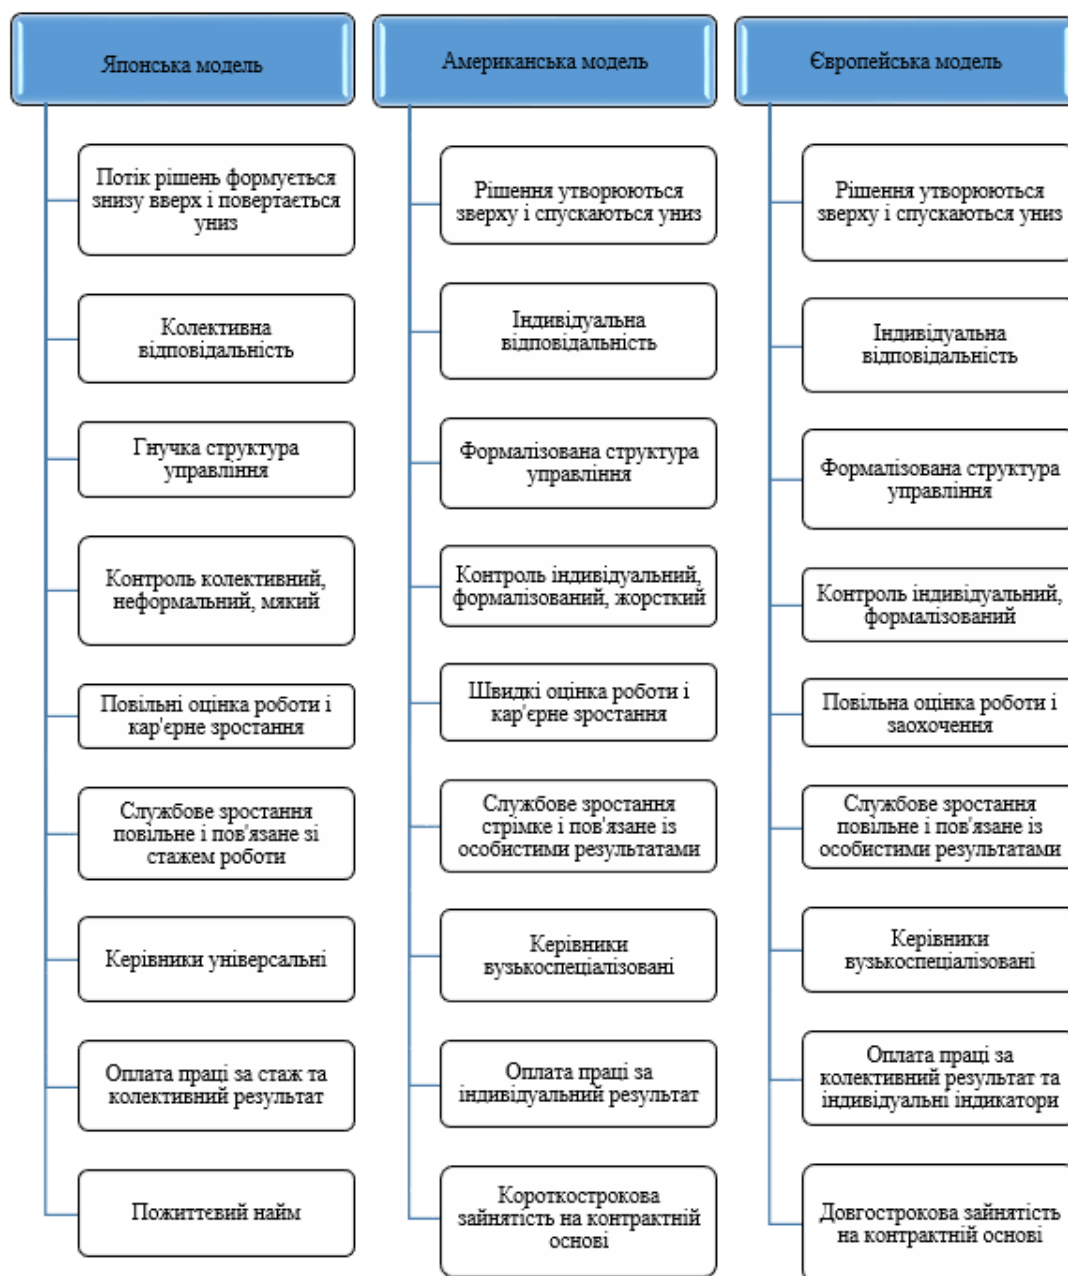 Японська модель
Потік рішень формується
знизу вверх і повертається
униз
Колективна
відповідальність
Гнучка структура
управління
Контроль колективний,
неформальний, мякий
Повільні оцінка роботи і
кар'єрне зростання
Службове зростання
повільне і пов'язане зі
стажем роботи
Керівники універсальні
Оплата праці за стаж та
колективний результат
Пожиттєвий найм
Американська модель
Рішення утворюються
зверху і спускаються униз
Індивідуальна
відповідальність
Формалізована структура
управління
Контроль індивідуальний,
формалізований, жорсткий
Швидкі оцінка роботи і
кар'єрне зростання
Службове зростання
стрімке і пов'язане із
особистими результатами
Керівники
вузькоспеціалізовані
Оплата праці за
індивідуальний результат
Короткострокова
зайнятість на контрактній
основі
Європейська модель
Рішення утворюються
зверху і спускаються униз
Індивідуальна
відповідальність
Формалізована структура
управління
Контроль індивідуальний,
формалізований
Повільна оцінка роботи і
заохочення
Службове зростання
повільне і пов'язане із
особистими результатами
Керівники
вузькоспеціалізовані
Оплата праці за
колективний результат та
індивідуальні індикатори
Довгострокова зайнятість
на контрактній основі